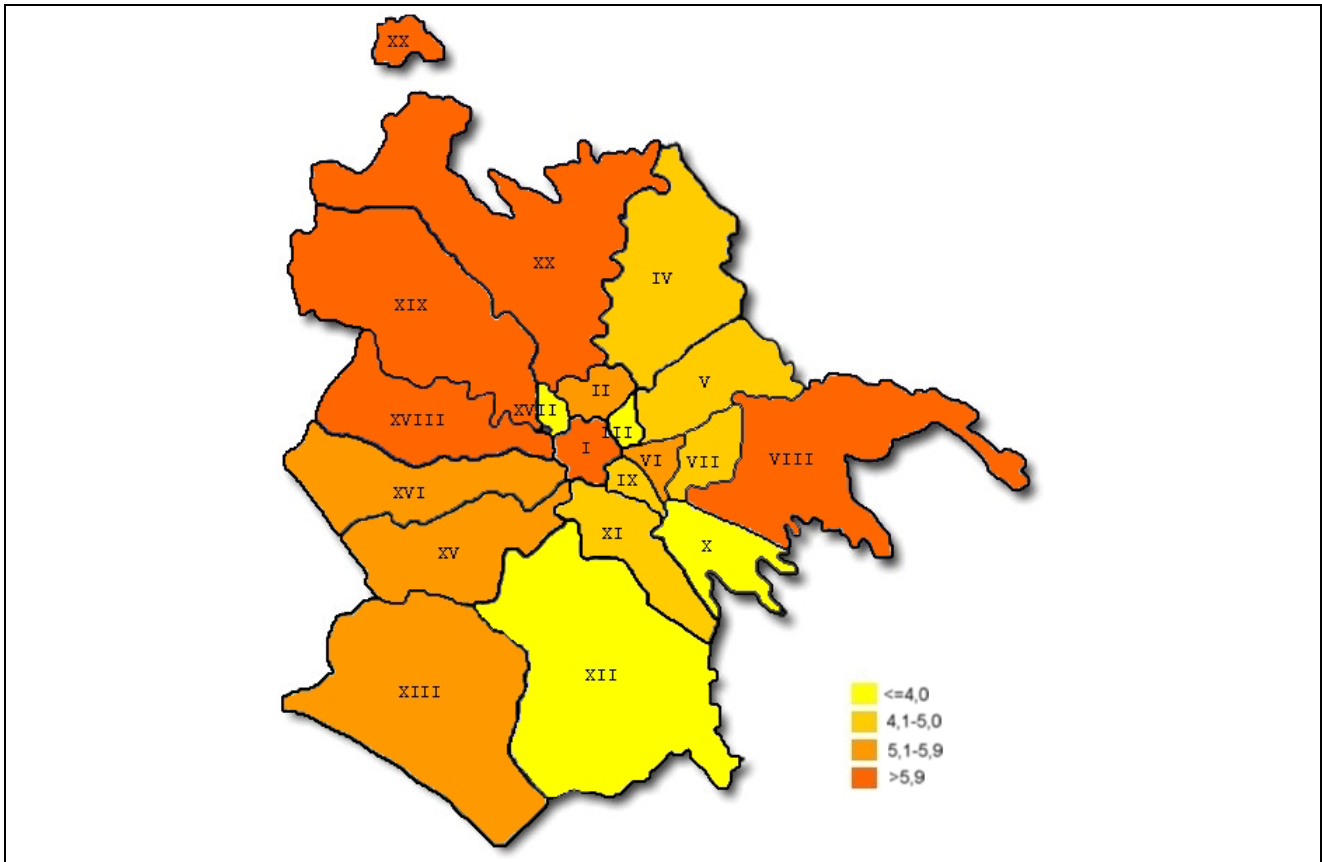 XX
XX
IV
XIX
V
II
XVII
XVIII
III
I
VI
VII
VIII
IX
XVI
XI
X
XV
XII
XIII
<=4,0
4,1-5,0
5,1-5,9
>5,9